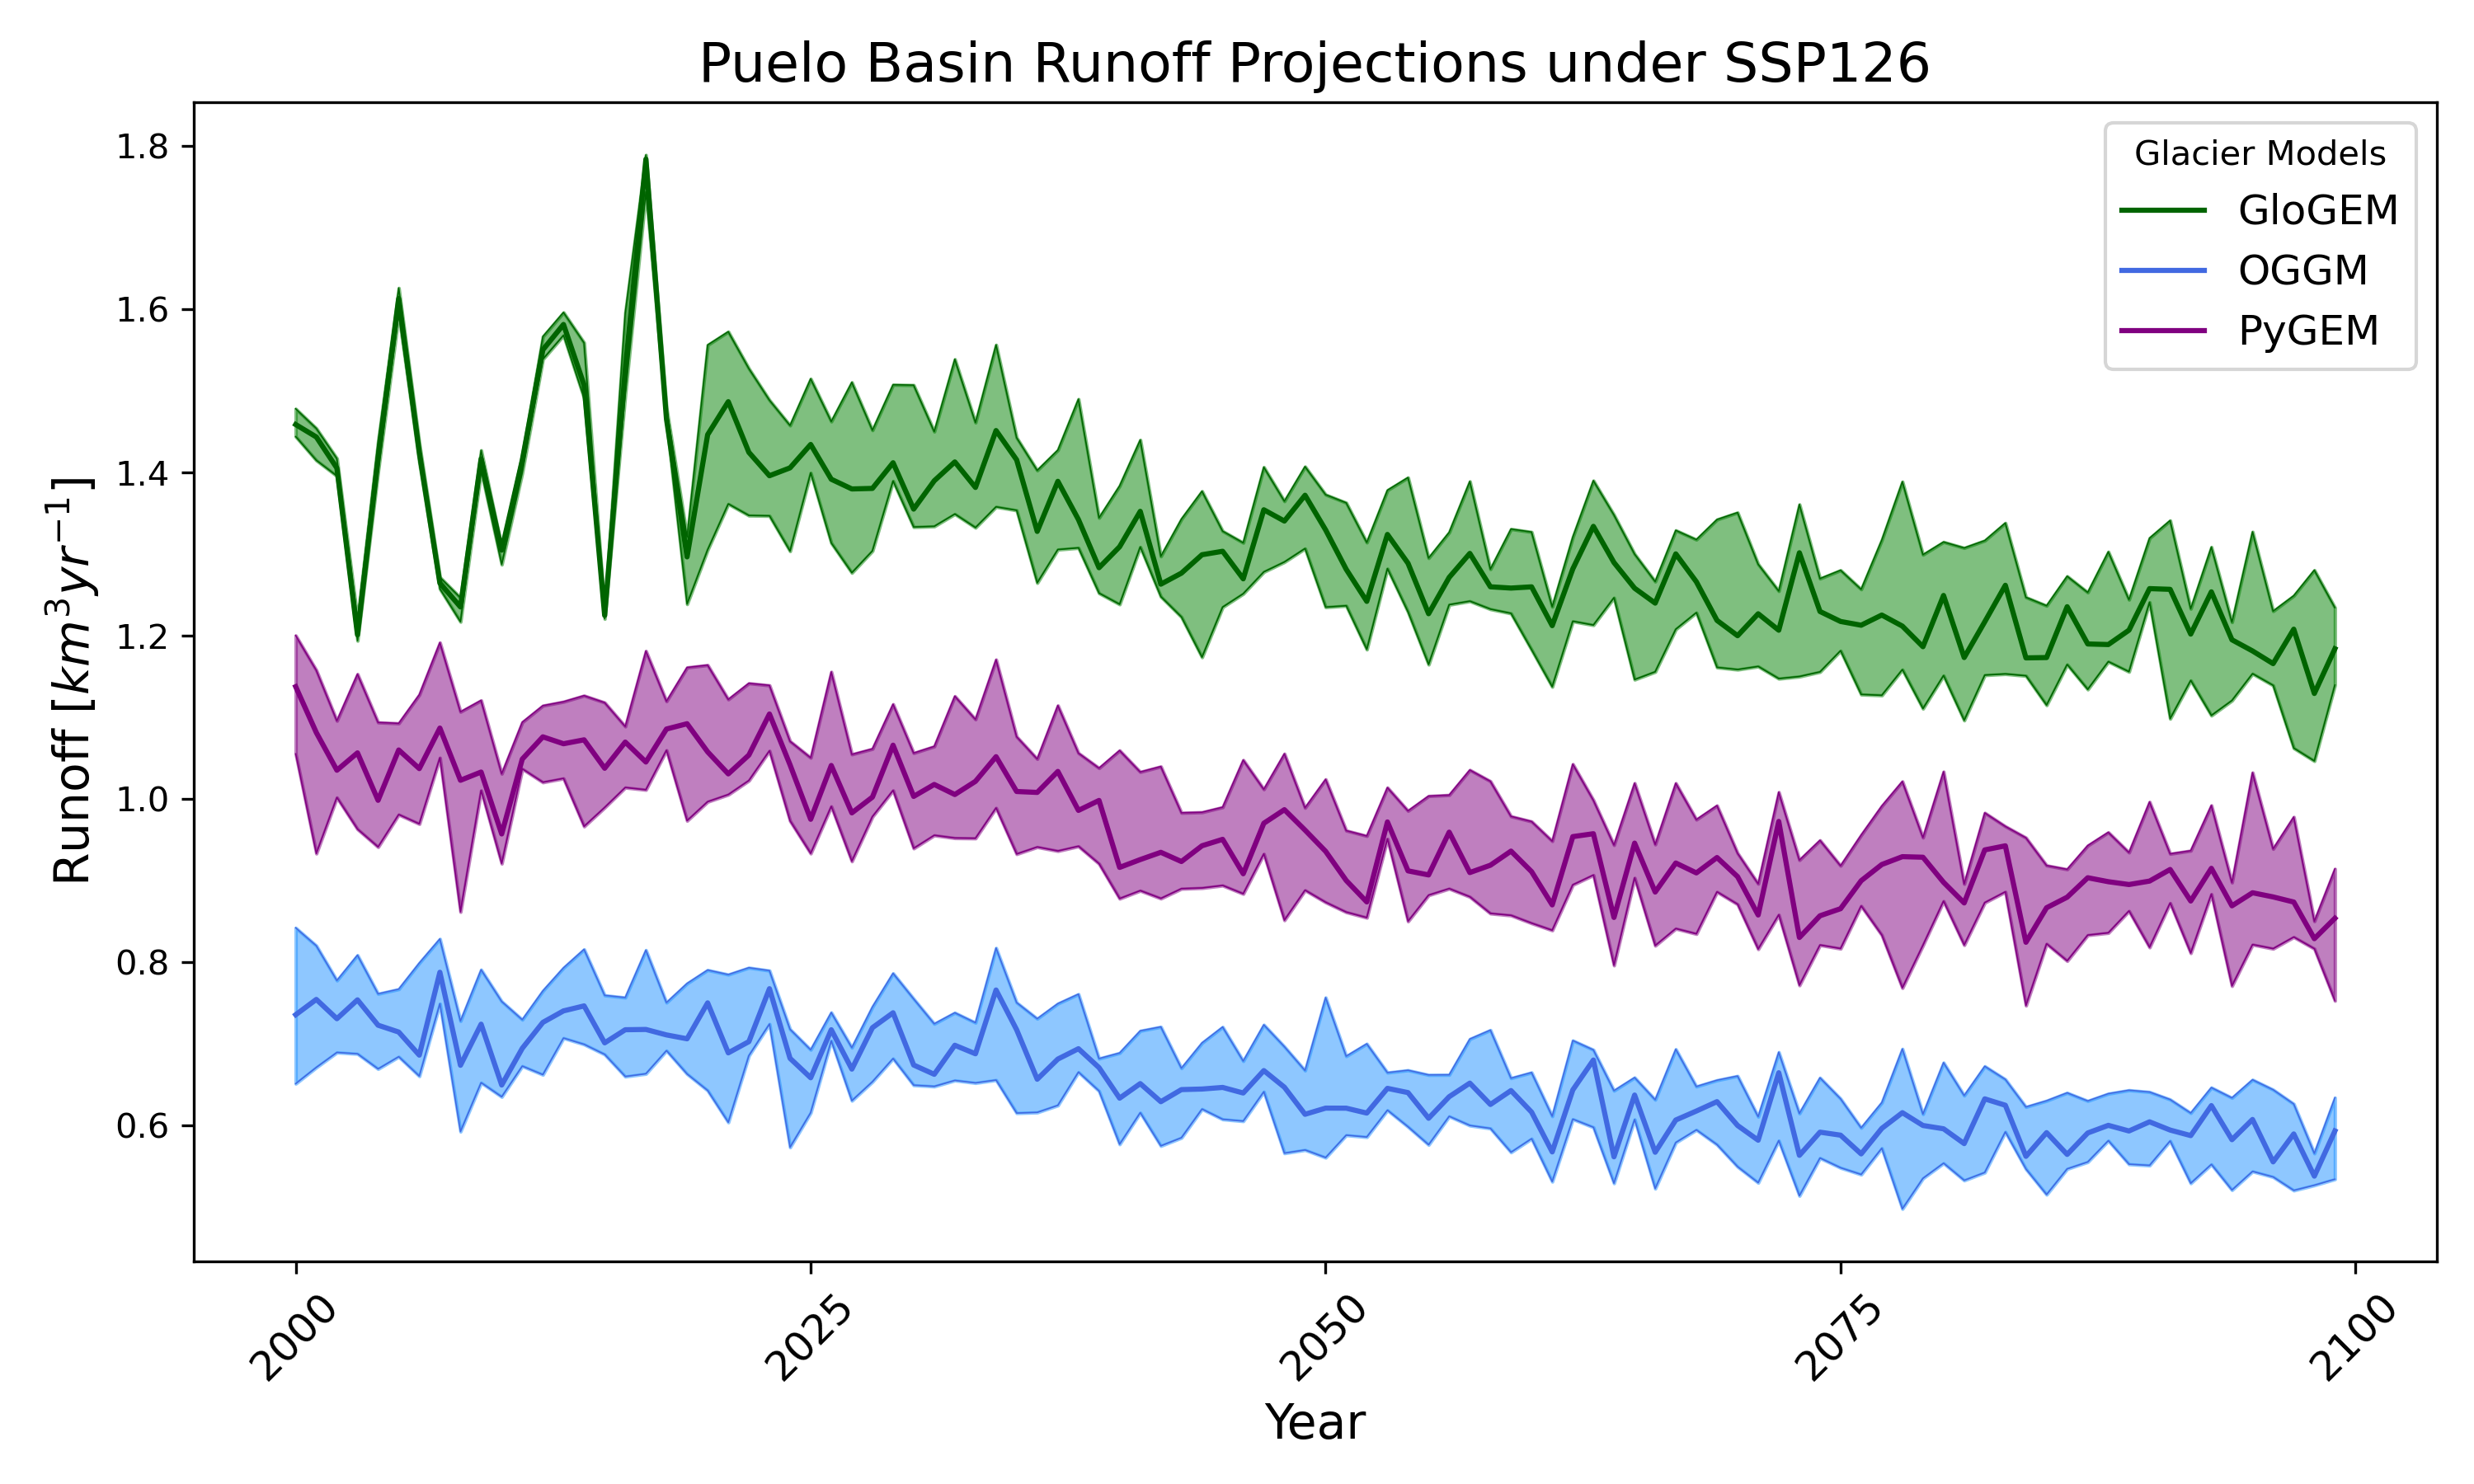 Puelo Basin Runoff Projections under SSP126
Runoff [km³yr⁻¹]
1.8
1.6
1.4
1.2
1.0
0.8
0.6
Glacier Models
GloGEM
OGGM
PyGEM
2000
2025
2050
2075
2100
Year